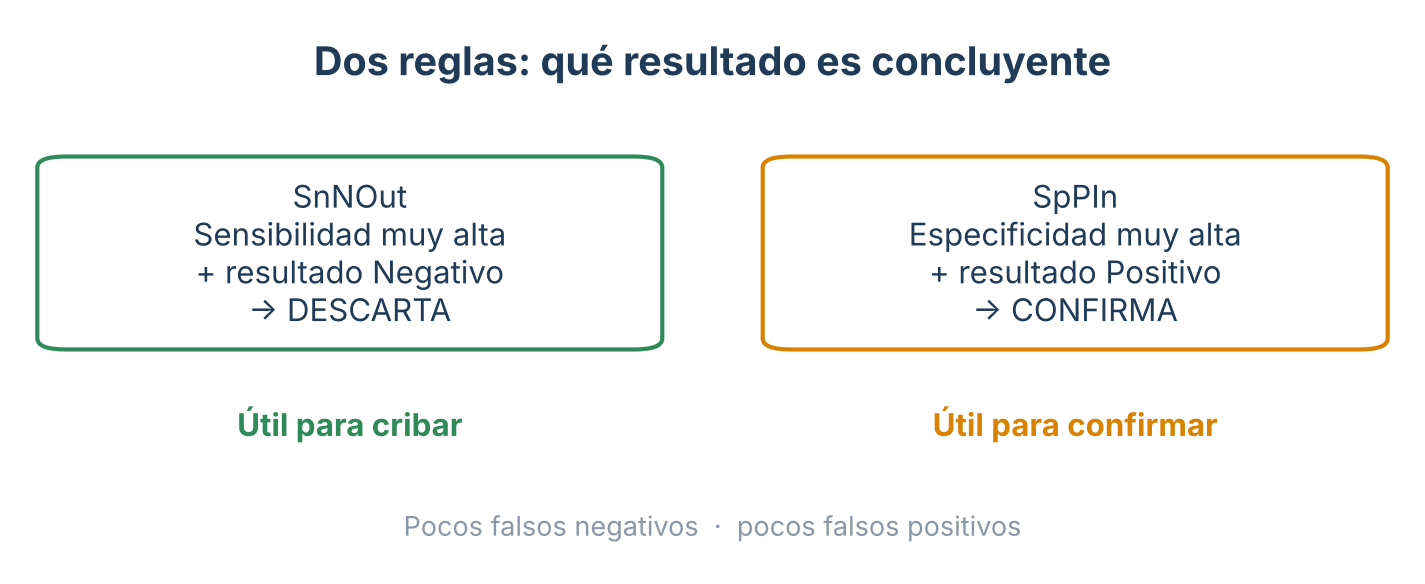 Dos reglas: qué resultado es concluyente
SnNOut
Sensibilidad muy alta
+ resultado Negativo
→ DESCARTA
SpPIn
Especificidad muy alta
+ resultado Positivo
→ CONFIRMA
Útil para cribar
Útil para confirmar
Pocos falsos negativos · pocos falsos positivos